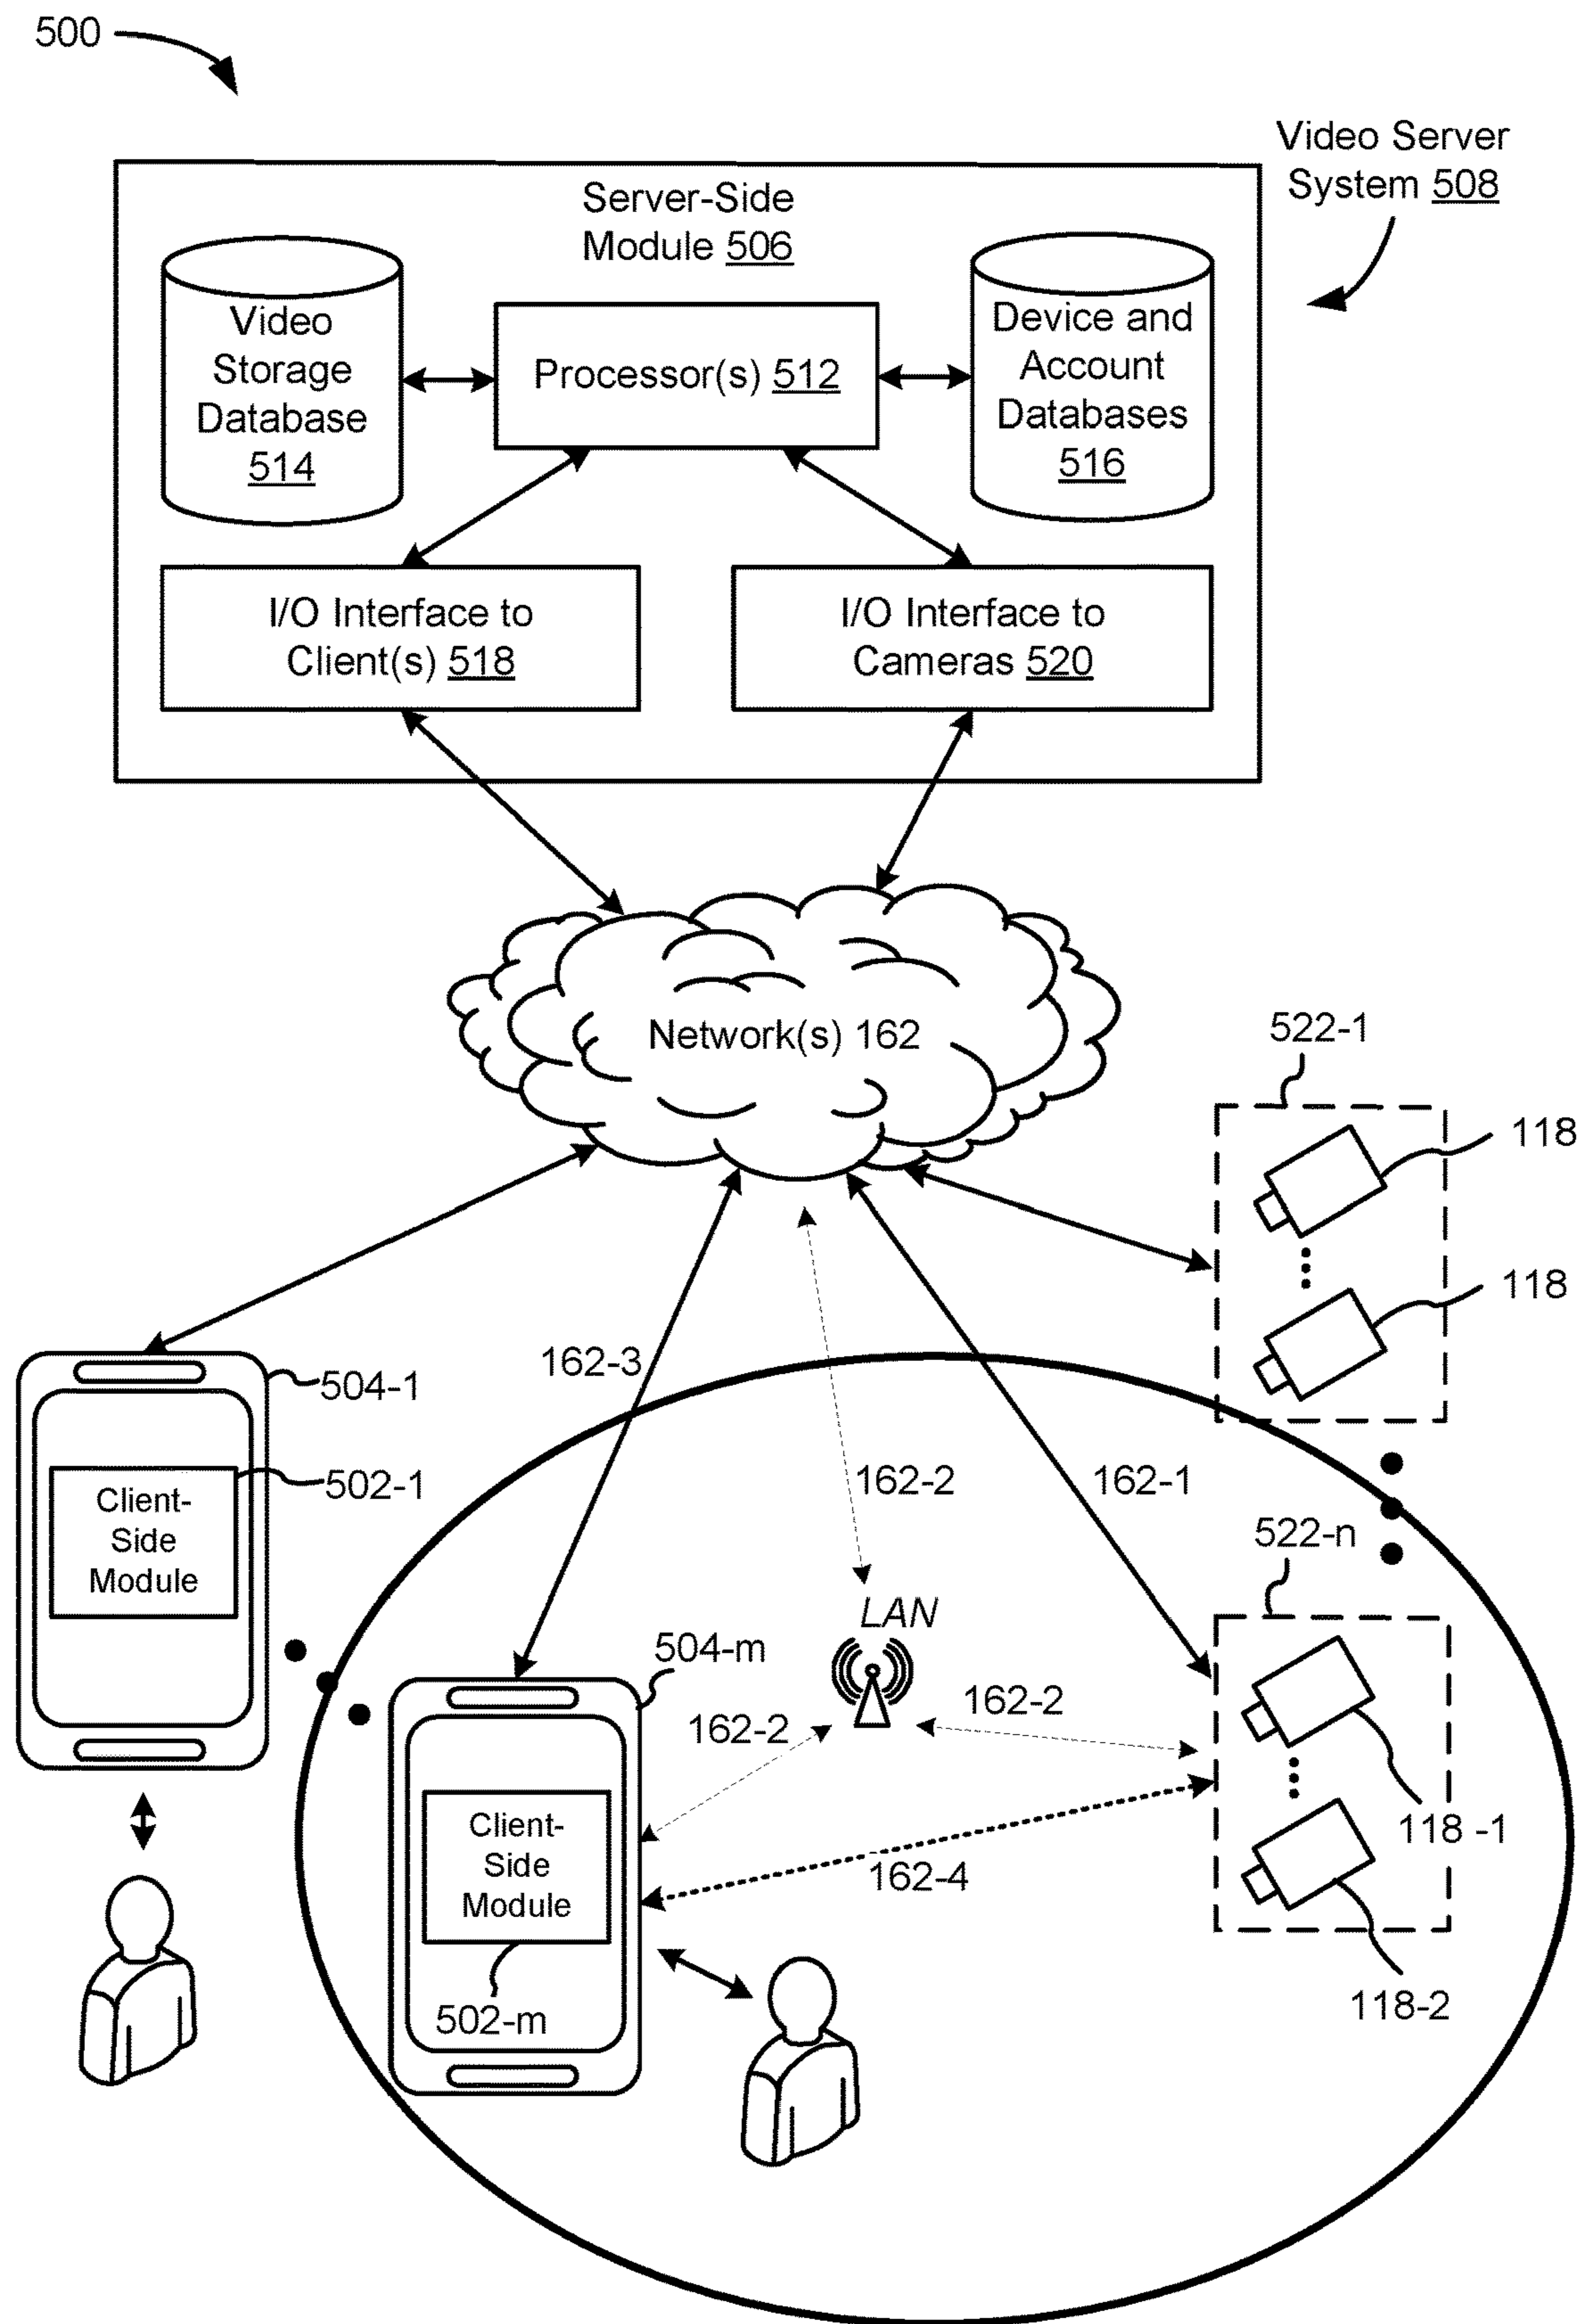 500
Video Server
System 508
Server-Side
Module 506
Video
Storage
Database
514
Processor(s) 512
Device and
Account
Databases
516
I/O Interface to
Client(s) 518
I/O Interface to
Cameras 520
Network(s) 162
522-1
118
118
162-3
504-1
502-1
Client-
Side
Module
162-2
162-1
522-n
LAN
504-m
162-2
162-2
Client-
Side
Module
118 -1
162-4
118-2
502-m